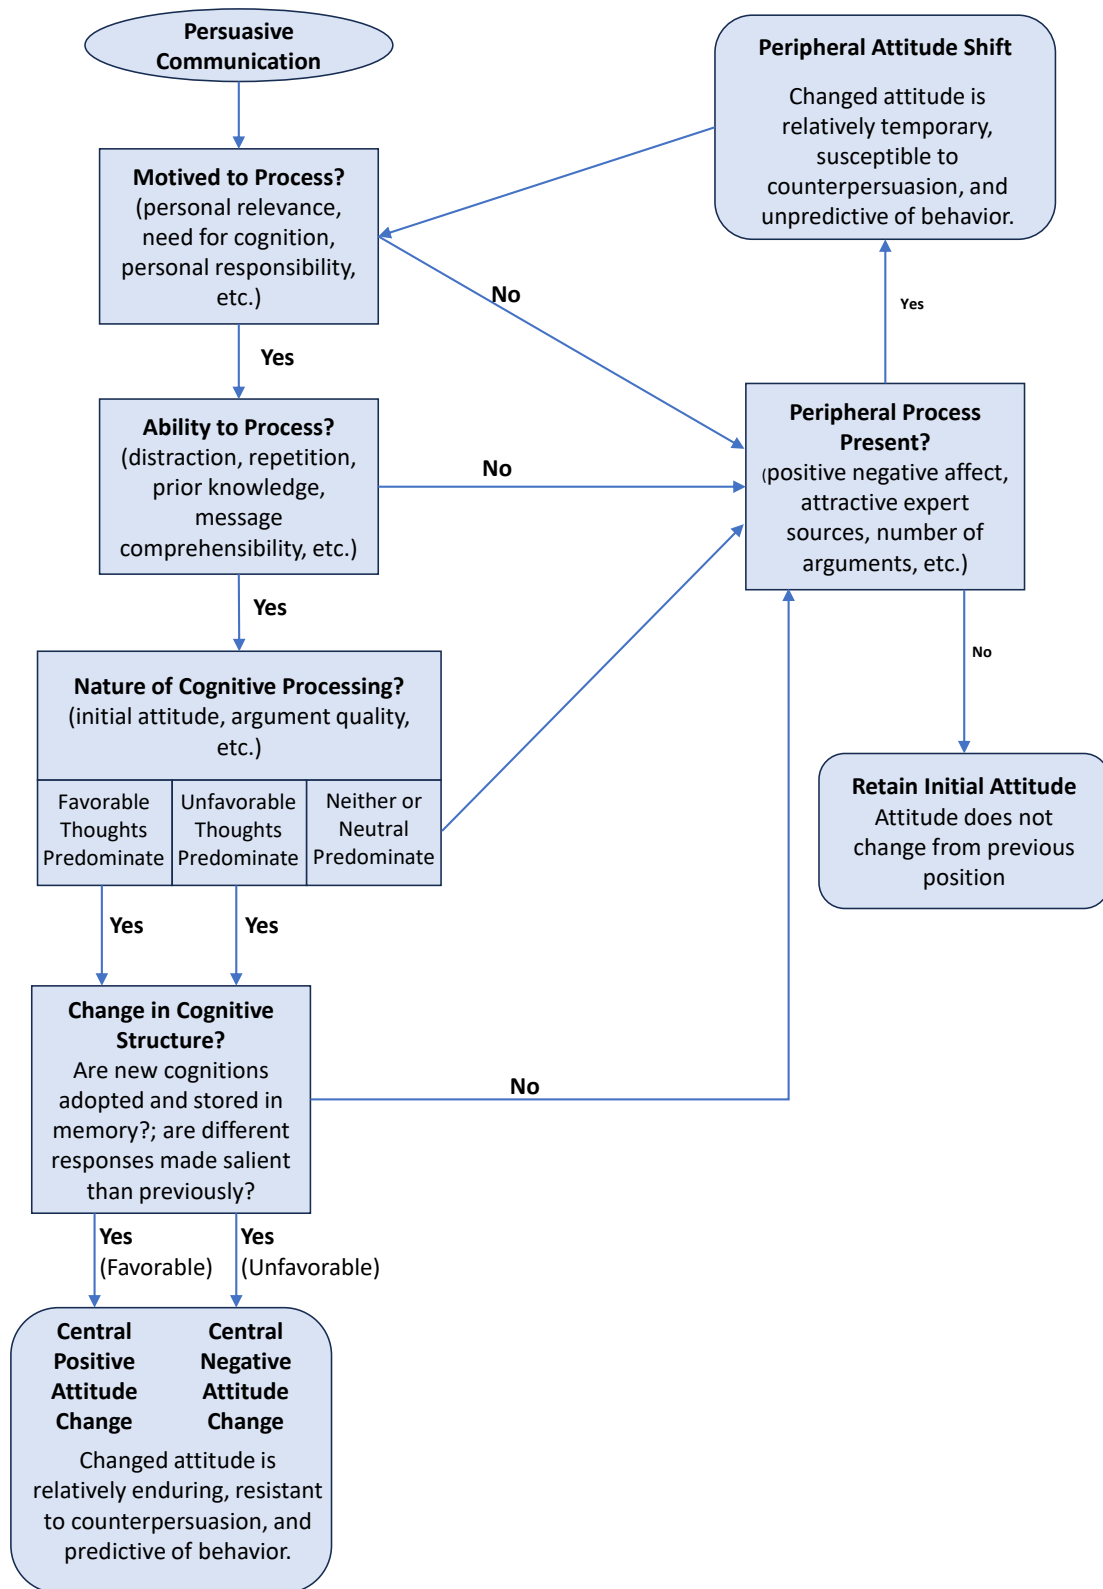 Persuasive
Communication
Peripheral Attitude Shift
Changed attitude is
relatively temporary,
susceptible to
counterpersuasion, and
unpredictive of behavior.
Motived to Process?
(personal relevance,
need for cognition,
personal responsibility,
etc.)
No
Yes
Yes
Ability to Process?
(distraction, repetition,
prior knowledge,
message
comprehensibility, etc.)
No
Peripheral Process
Present?
(positive negative affect,
attractive expert
sources, number of
arguments, etc.)
Yes
No
Nature of Cognitive Processing?
(initial attitude, argument quality,
etc.)
Favorable
Thoughts
Predominate
Unfavorable
Thoughts
Predominate
Neither or
Neutral
Predominate
Retain Initial Attitude
Attitude does not
change from previous
position
Yes
Yes
Change in Cognitive
Structure?
Are new cognitions
adopted and stored in
memory?; are different
responses made salient
than previously?
No
Yes
(Favorable)
Yes
(Unfavorable)
Central
Positive
Attitude
Change
Central
Negative
Attitude
Change
Changed attitude is
relatively enduring, resistant
to counterpersuasion, and
predictive of behavior.